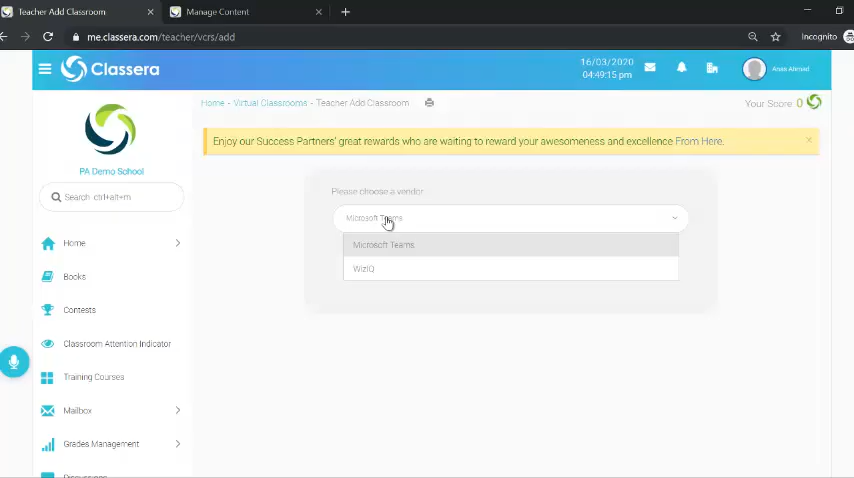 Teacher Add Classroom
Manage Content
me.classera.com/teacher/vcrs/add
Incognito
Classera
16/03/2020
04:49:15 pm
Anas Ahmad
Home - Virtual Classrooms - Teacher Add Classroom
Your Score 0
PA Demo School
Enjoy our Success Partners' great rewards who are waiting to reward your awesomeness and excellence From Here.
Please choose a vendor
Microsoft Teams
Microsoft Teams
WizIQ
Search ctrl+alt+m
Home
Books
Contests
Classroom Attention Indicator
Training Courses
Mailbox
Grades Management
Discussions